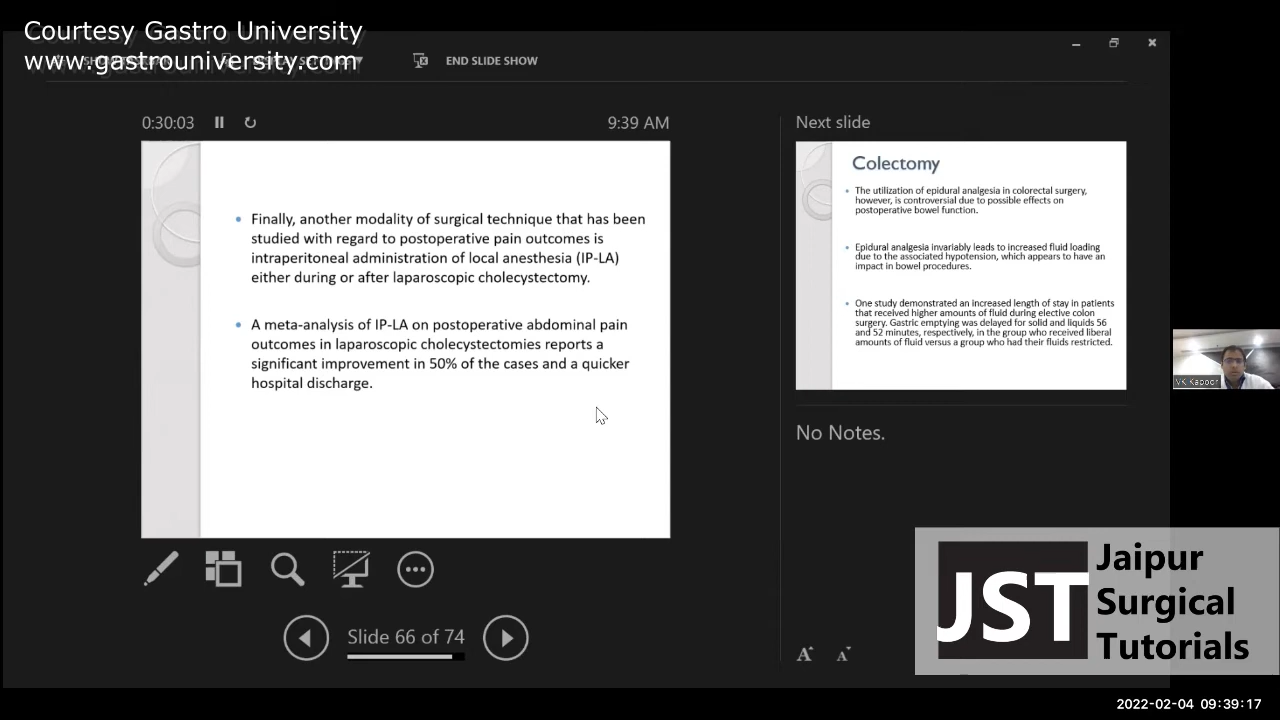 Courtesy Gastro University
www.gastrouniversity.com
END SLIDE SHOW
0:30:03
9:39 AM
Next slide
• Finally, another modality of surgical technique that has been
studied with regard to postoperative pain outcomes is
intraperitoneal administration of local anesthesia (IP-LA)
either during or after laparoscopic cholecystectomy.
• A meta-analysis of IP-LA on postoperative abdominal pain
outcomes in laparoscopic cholecystectomies reports a
significant improvement in 50% of the cases and a quicker
hospital discharge.
Colectomy
• The utilization of epidural analgesia in colorectal surgery,
however, is controversial due to possible effects on
postoperative bowel function.
• Epidural analgesia invariably leads to increased fluid loading
due to the associated hypotension, which appears to have an
impact in bowel procedures.
• One study demonstrated an increased length of stay in patients
that received higher amounts of fluid during elective colon
surgery. Gastric emptying was delayed for solid and liquids 56
and 52 minutes, respectively, in the group who received liberal
amounts of fluid versus a group who had their fluids restricted.
VK Kapoor
No Notes.
Slide 66 of 74
A A
JST
Jaipur
Surgical
Tutorials
2022-02-04 09:39:17